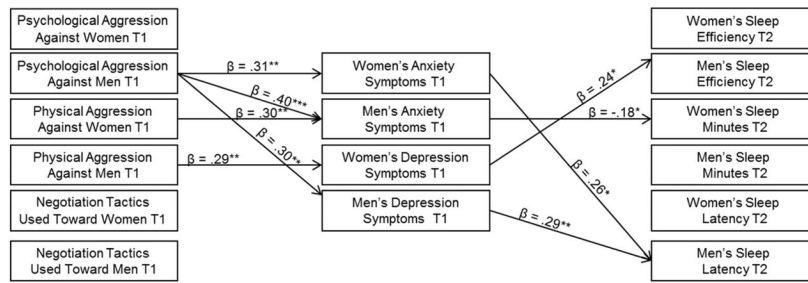 Psychological Aggression
Against Women T1
Psychological Aggression
Against Men T1
Physical Aggression
Against Women T1
Physical Aggression
Against Men T1
Negotiation Tactics
Used Toward Women T1
Negotiation Tactics
Used Toward Men T1
β = .31**
β = .40***
β = .30**
β = .30**
β = .29**
Women's Anxiety
Symptoms T1
Men's Anxiety
Symptoms T1
Women's Depression
Symptoms T1
Men's Depression
Symptoms T1
β = .24*
β = -.18*
β = .26*
β = .29**
Women's Sleep
Efficiency T2
Men's Sleep
Efficiency T2
Women's Sleep
Minutes T2
Men's Sleep
Minutes T2
Women's Sleep
Latency T2
Men's Sleep
Latency T2